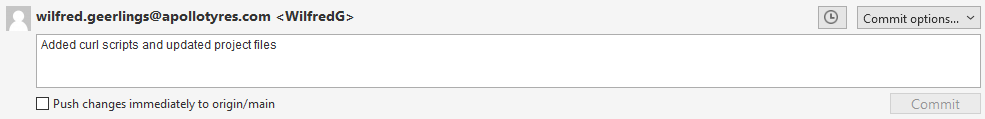 wilfred.geerlings@apollotyres.com <WilfredG>
Commit options...
Added curl scripts and updated project files
Push changes immediately to origin/main
Commit